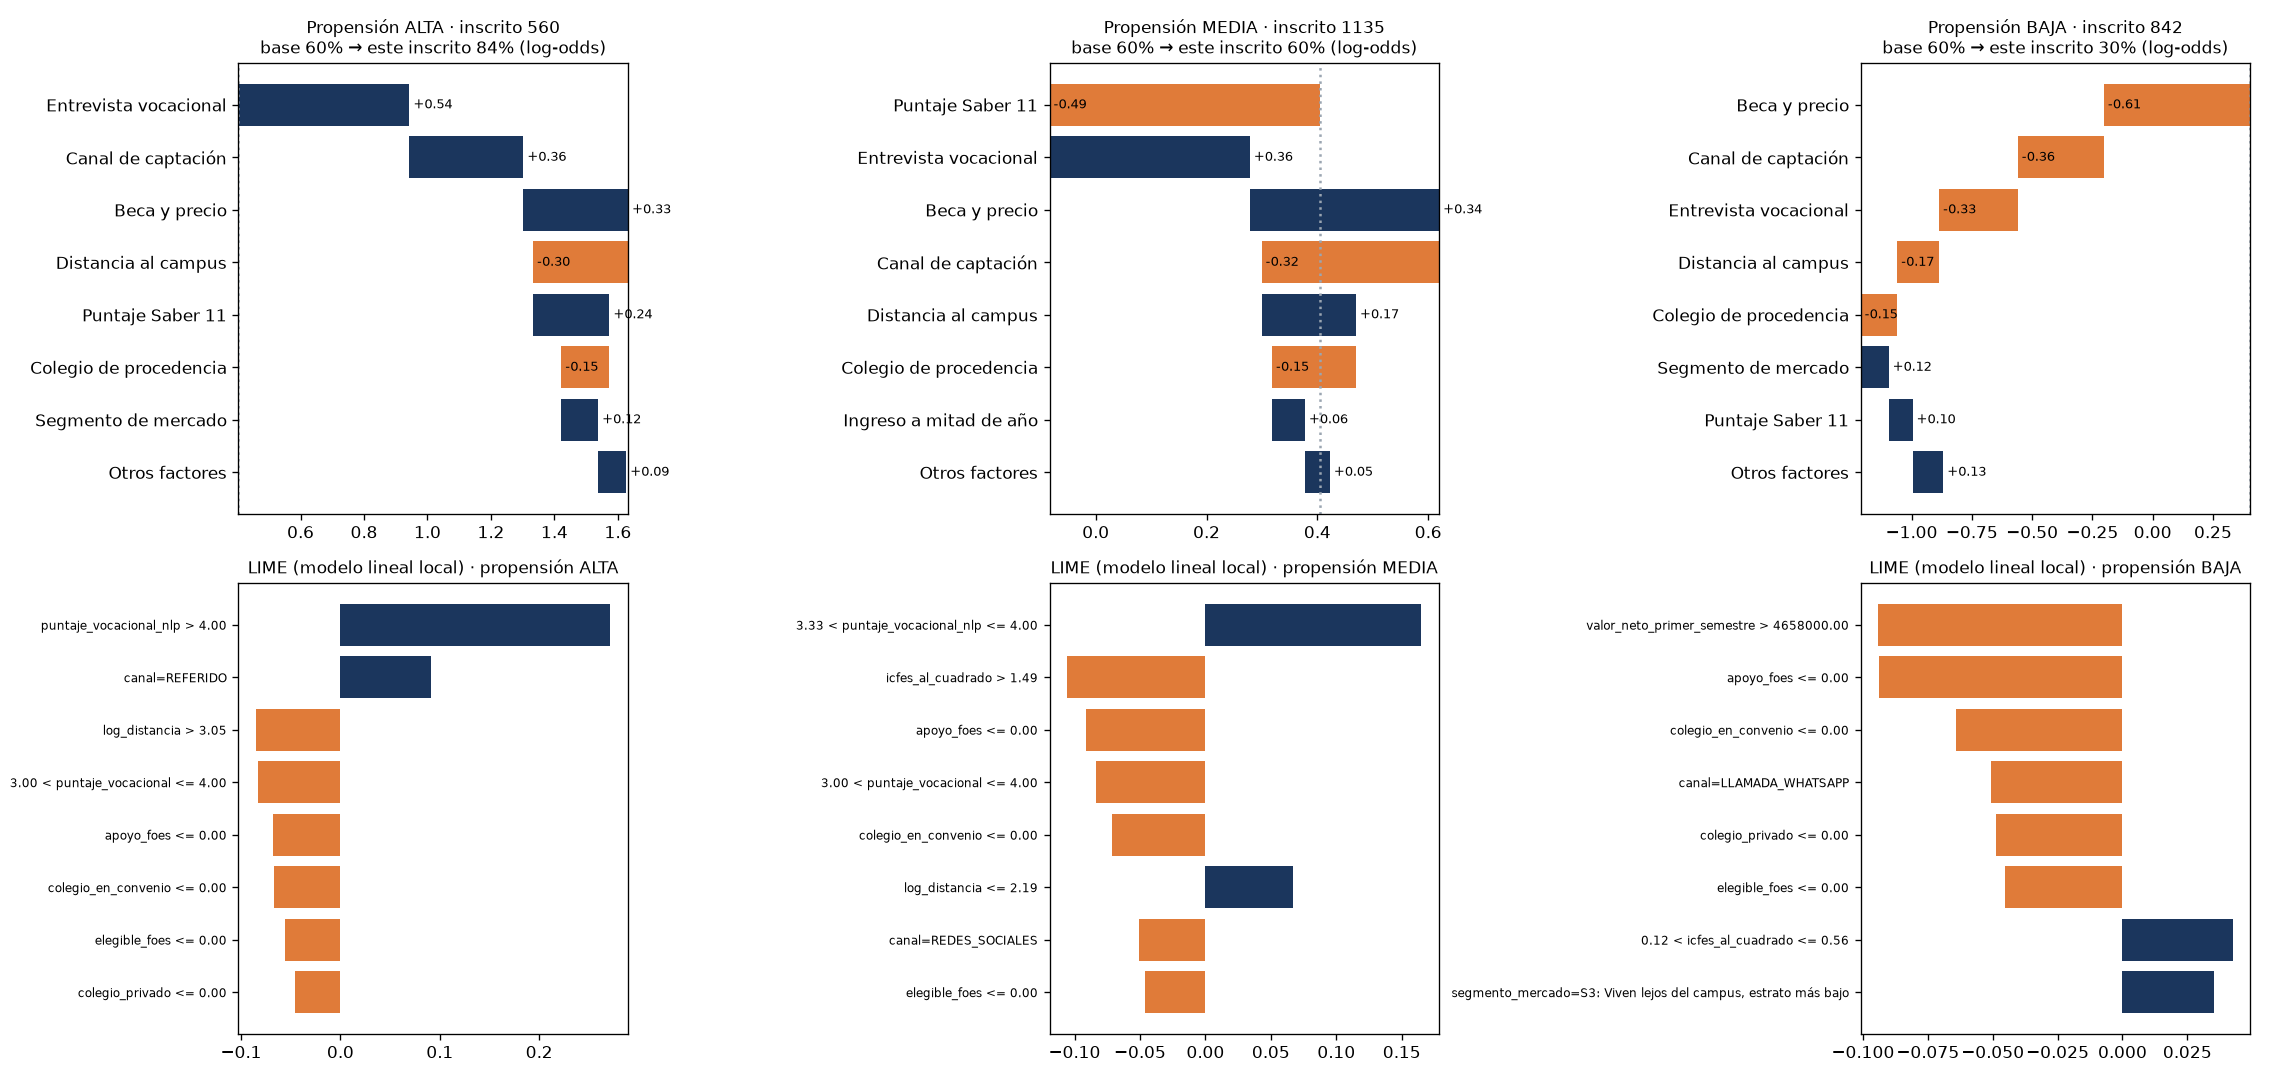 Propensión ALTA · inscrito 560
base 60% → este inscrito 84% (log-odds)
Entrevista vocacional
+0.54
Canal de captación
+0.36
Beca y precio
+0.33
Distancia al campus
-0.30
Puntaje Saber 11
+0.24
Colegio de procedencia
-0.15
Segmento de mercado
+0.12
Otros factores
+0.09
0.6 0.8 1.0 1.2 1.4 1.6
Propensión MEDIA · inscrito 1135
base 60% → este inscrito 60% (log-odds)
Puntaje Saber 11
-0.49
Entrevista vocacional
+0.36
Beca y precio
+0.34
Canal de captación
-0.32
Distancia al campus
+0.17
Colegio de procedencia
-0.15
Ingreso a mitad de año
+0.06
Otros factores
+0.05
0.0 0.2 0.4 0.6
Propensión BAJA · inscrito 842
base 60% → este inscrito 30% (log-odds)
Beca y precio
-0.61
Canal de captación
-0.36
Entrevista vocacional
-0.33
Distancia al campus
-0.17
Colegio de procedencia
-0.15
Segmento de mercado
+0.12
Puntaje Saber 11
+0.10
Otros factores
+0.13
−1.00 −0.75 −0.50 −0.25 0.00 0.25
LIME (modelo lineal local) · propensión ALTA
puntaje_vocacional_nlp > 4.00
canal=REFERIDO
log_distancia > 3.05
3.00 < puntaje_vocacional <= 4.00
apoyo_foes <= 0.00
colegio_en_convenio <= 0.00
elegible_foes <= 0.00
colegio_privado <= 0.00
−0.1 0.0 0.1 0.2
LIME (modelo lineal local) · propensión MEDIA
3.33 < puntaje_vocacional_nlp <= 4.00
icfes_al_cuadrado > 1.49
apoyo_foes <= 0.00
3.00 < puntaje_vocacional <= 4.00
colegio_en_convenio <= 0.00
log_distancia <= 2.19
canal=REDES_SOCIALES
elegible_foes <= 0.00
−0.10 −0.05 0.00 0.05 0.10 0.15
LIME (modelo lineal local) · propensión BAJA
valor_neto_primer_semestre > 4658000.00
apoyo_foes <= 0.00
colegio_en_convenio <= 0.00
canal=LLAMADA_WHATSAPP
colegio_privado <= 0.00
elegible_foes <= 0.00
0.12 < icfes_al_cuadrado <= 0.56
segmento_mercado=S3: Viven lejos del campus, estrato más bajo
−0.100 −0.075 −0.050 −0.025 0.000 0.025